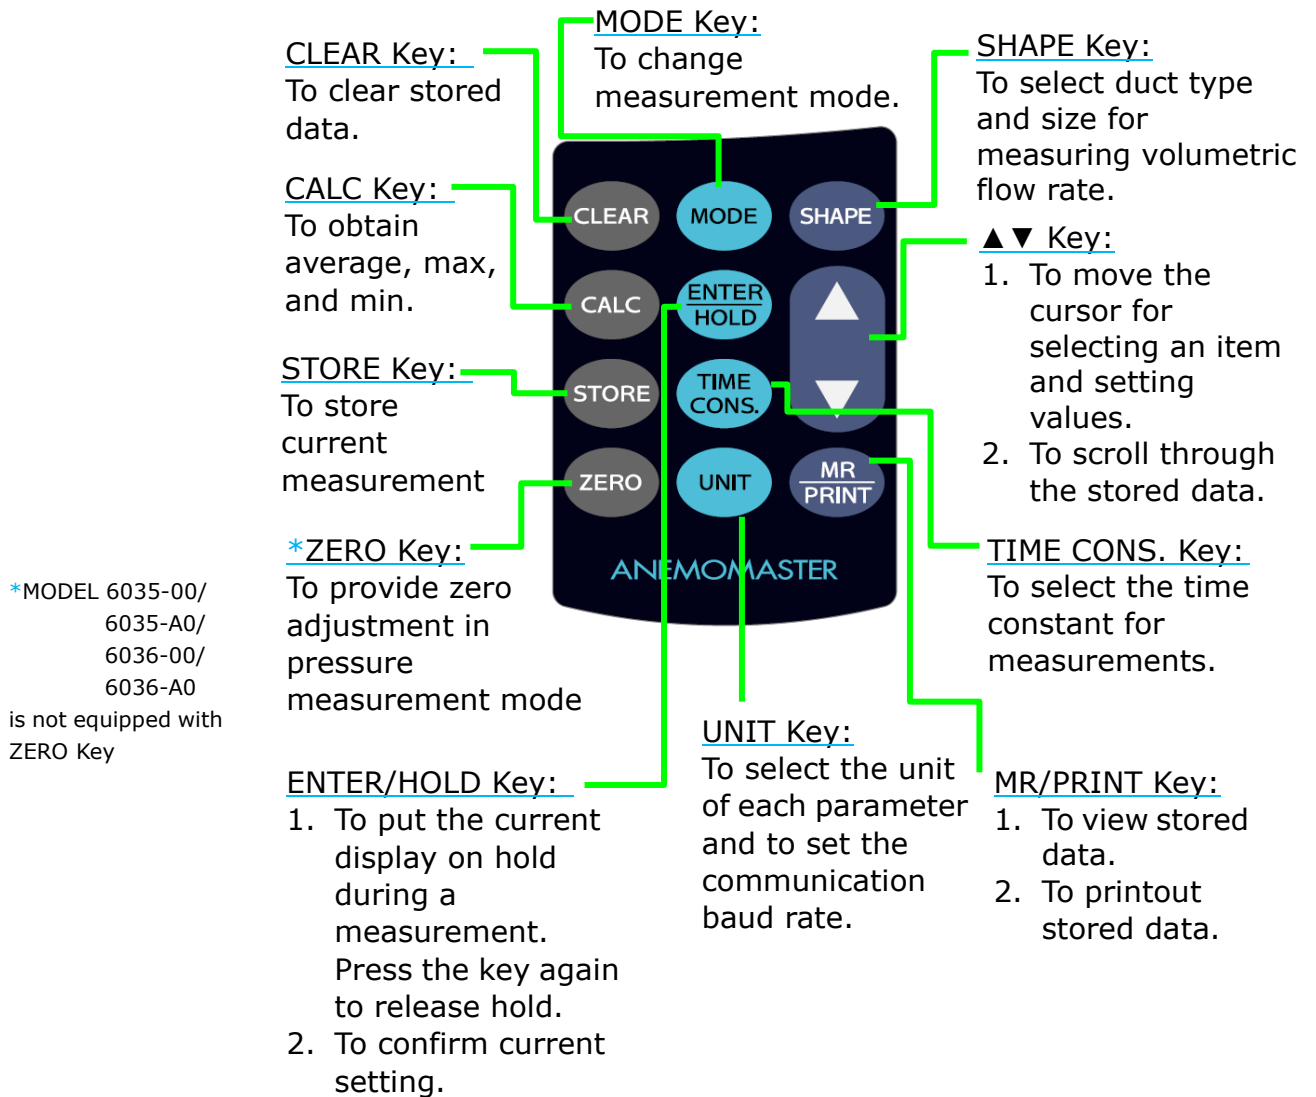 MODE Key:
To change
measurement mode.
CLEAR Key:
To clear stored
data.
SHAPE Key:
To select duct type
and size for
measuring volumetric
flow rate.
CALC Key:
To obtain
average, max,
and min.
▲▼ Key:
1. To move the
cursor for
selecting an item
and setting
values.
2. To scroll through
the stored data.
STORE Key:
To store
current
measurement
CLEAR
MODE
SHAPE
CALC
ENTER
HOLD
STORE
TIME
CONS.
ZERO
UNIT
MR
PRINT
ANEMOMASTER
*ZERO Key:
To provide zero
adjustment in
pressure
measurement mode
TIME CONS. Key:
To select the time
constant for
measurements.
*MODEL 6035-00/
6035-A0/
6036-00/
6036-A0
is not equipped with
ZERO Key
ENTER/HOLD Key:
1. To put the current
display on hold
during a
measurement.
Press the key again
to release hold.
2. To confirm current
setting.
UNIT Key:
To select the unit
of each parameter
and to set the
communication
baud rate.
MR/PRINT Key:
1. To view stored
data.
2. To printout
stored data.